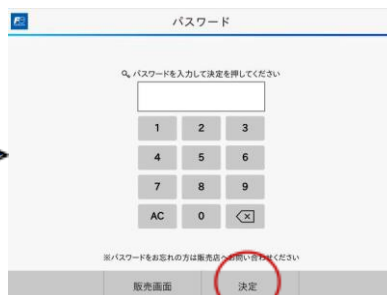 パスワード
パスワードを入力して決定を押してください
1 2 3
4 5 6
7 8 9
AC 0
※パスワードをお忘れの方は販売店へお問い合わせください
販売画面 決定